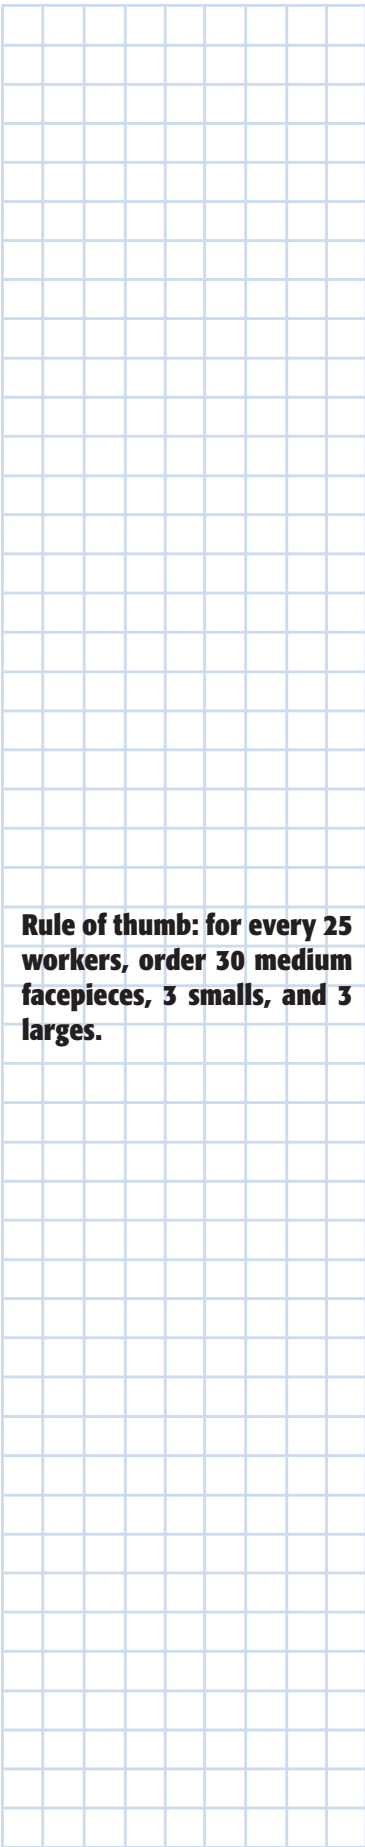 Rule of thumb: for every 25
workers, order 30 medium
facepieces, 3 smalls, and 3
larges.